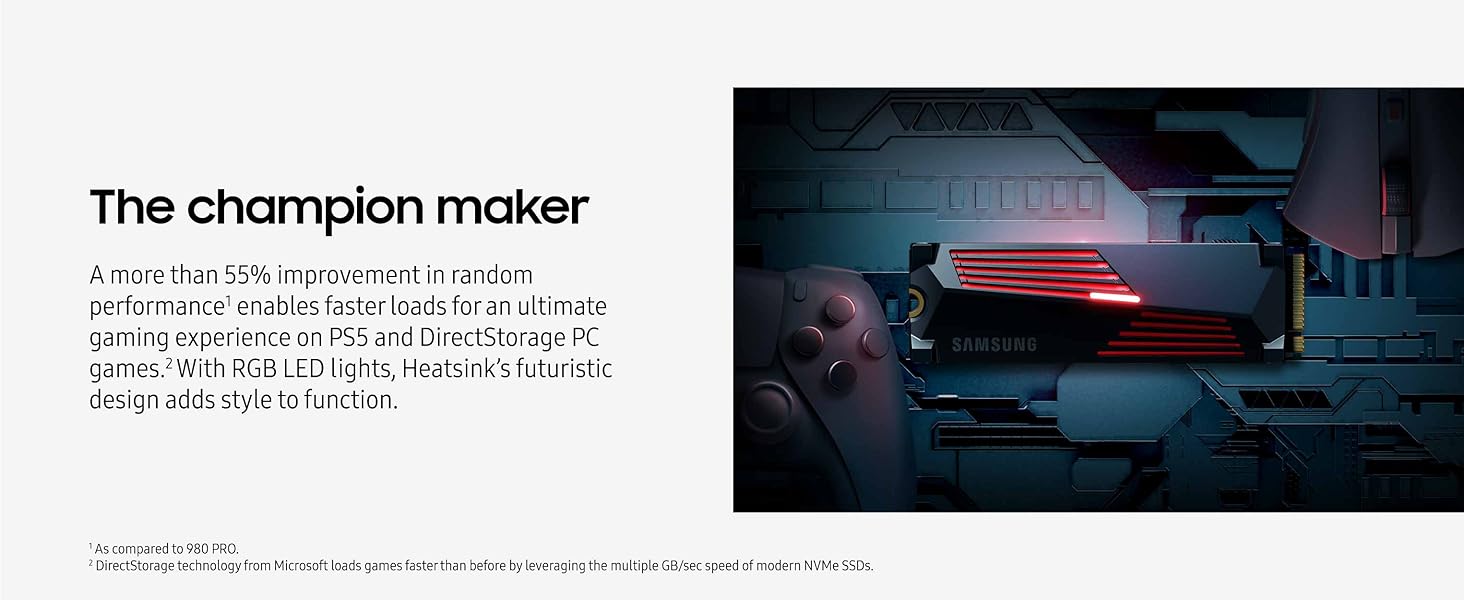 The champion maker
A more than 55% improvement in random
performance¹ enables faster loads for an ultimate
gaming experience on PS5 and DirectStorage PC
games.² With RGB LED lights, Heatsink's futuristic
design adds style to function.
SAMSUNG
¹ As compared to 980 PRO.
² DirectStorage technology from Microsoft loads games faster than before by leveraging the multiple GB/sec speed of modern NVMe SSDs.